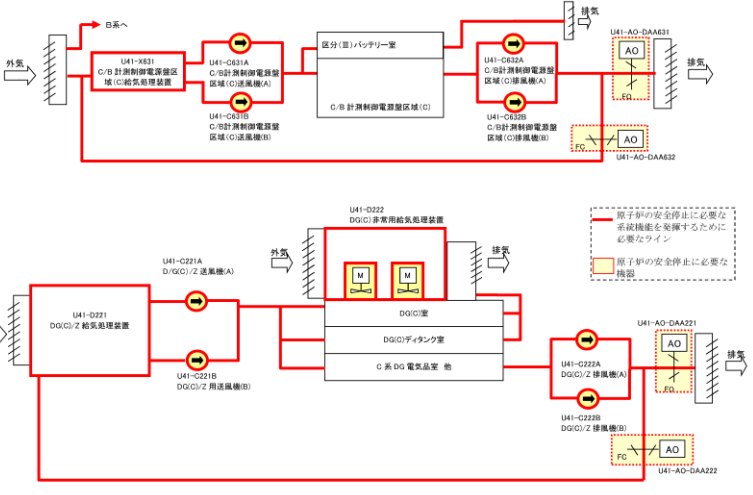 B系へ
排気
外気
U41-X631
C/B 計測制御電源盤区
域(C)給気処理装置
U41-C631A
C/B計測制御電源盤
区域(C)送風機(A)
U41-C631B
C/B計測制御電源盤
区域(C)送風機(B)
区分(Ⅲ)バッテリー室
C/B 計測制御電源盤区域(C)
U41-C632A
C/B計測制御電源盤
区域(C)排風機(A)
U41-C632B
C/B計測制御電源盤
区域(C)排風機(B)
U41-AO-DAA631
AO
FO
排気
FC
AO
U41-AO-DAA632
原子炉の安全停止に必要な
系統機能を発揮するために
必要なライン
原子炉の安全停止に必要な
機器
U41-D222
DG(C)非常用給気処理装置
外気
排気
M
M
U41-C221A
D/G(C)/Z 送風機(A)
U41-D221
DG(C)/Z 給気処理装置
U41-C221B
DG(C)/Z 用送風機(B)
DG(C)室
DG(C)ディタンク室
C 系 DG 電気品室 他
U41-C222A
DG(C)/Z 排風機(A)
U41-C222B
DG(C)/Z 排風機(B)
U41-AO-DAA221
AO
FO
排気
FC
AO
U41-AO-DAA222